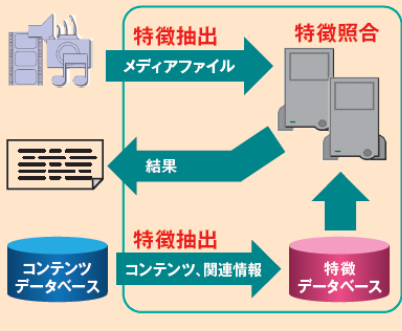 特徴抽出
特徴照合
メディアファイル
結果
特徴抽出
コンテンツ
データベース
コンテンツ、関連情報
特徴
データベース